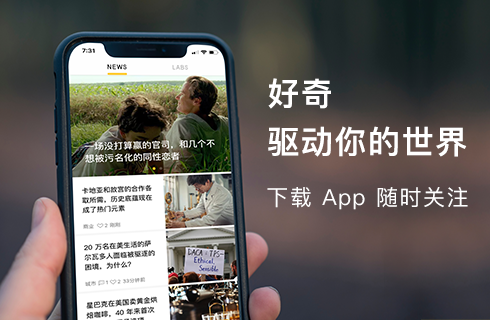 7:31
NEWS
LABS
一场没打算赢的官司，和几个不
想被污名化的同性恋者
卡地亚和故宫的合作各
取所需，历史底蕴现在
成了热门元素
商业 ♡ 2 刚刚
20 万名在美生活的萨
尔瓦多人面临被驱逐的
困境，为什么？
城市 1 ♡ 2 33分钟前
DACA TPS
Ethical,
Sensible
星巴克在美国卖黄金烘
焙咖啡，40 年来首次
好奇
驱动你的世界
下载 App 随时关注